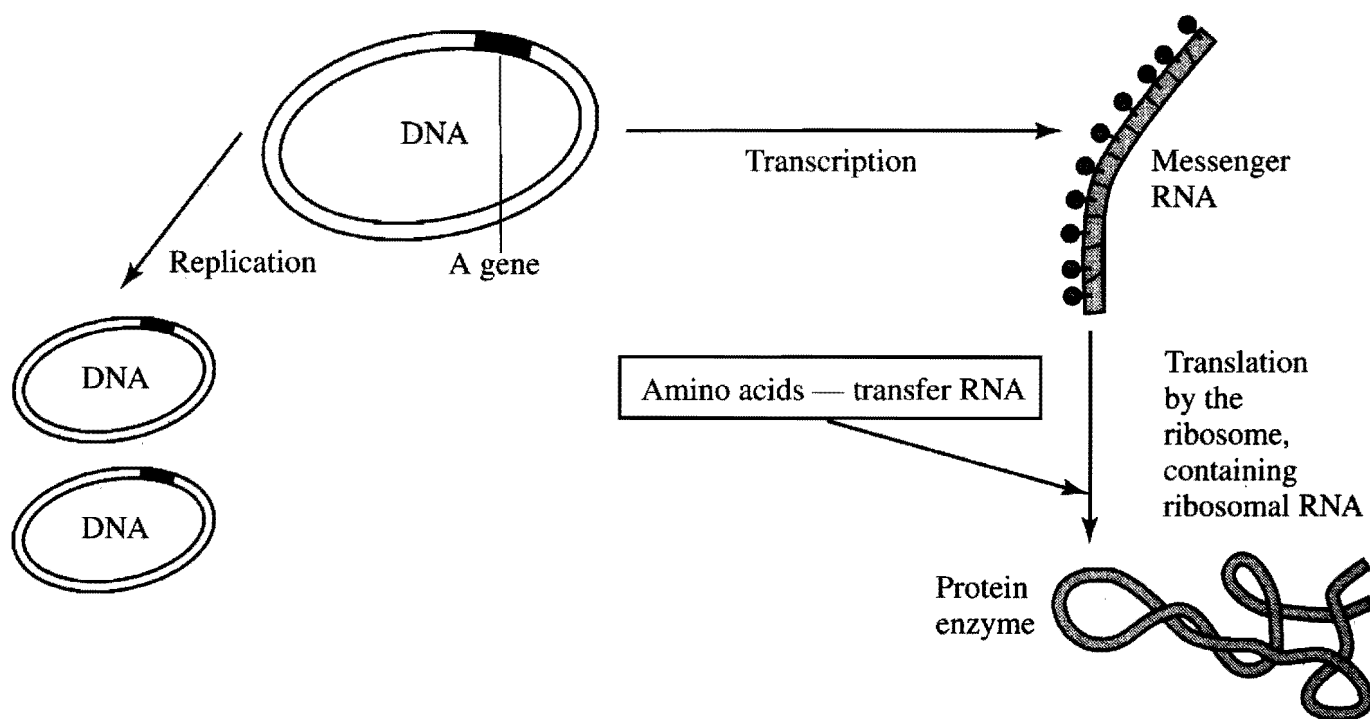 DNA
Transcription
Messenger
RNA
Replication
A gene
DNA
DNA
Amino acids — transfer RNA
Translation
by the
ribosome,
containing
ribosomal RNA
Protein
enzyme